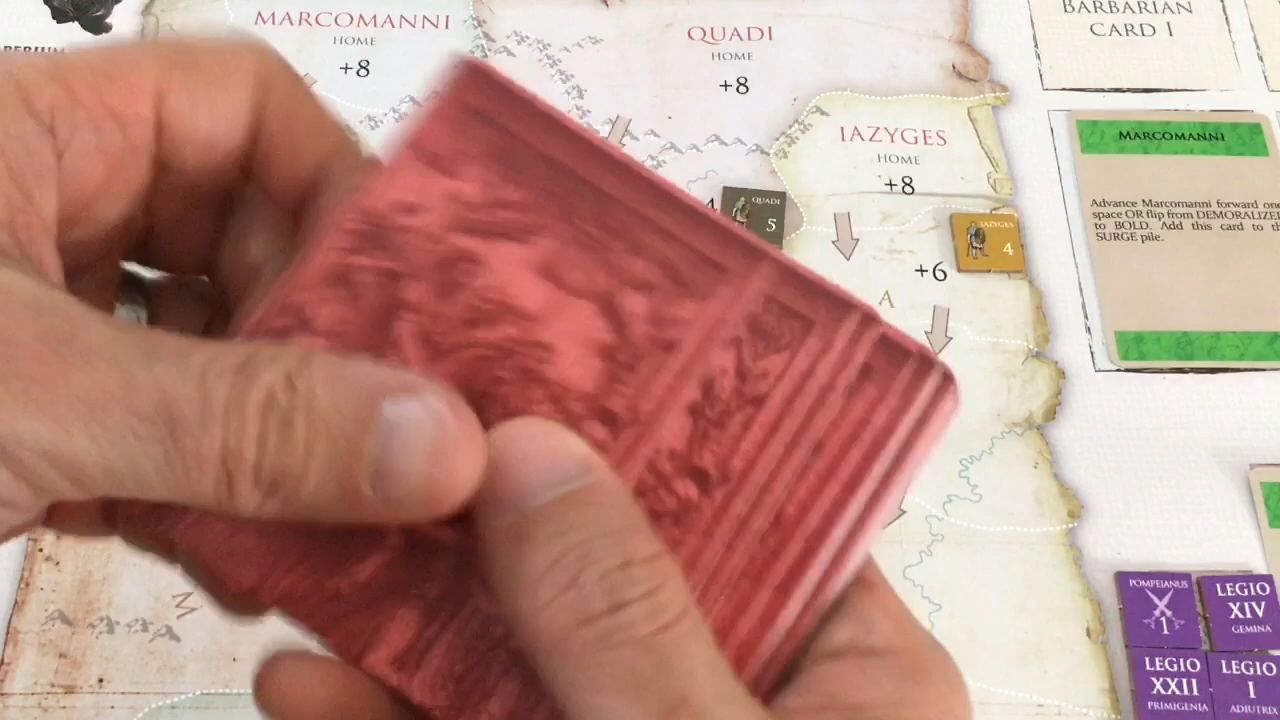 MARCOMANNI
HOME
+8
QUADI
HOME
+8
IAZYGES
HOME
+8
QUADI
5
IAZYGES
4
+6
A
BARBARIAN
CARD I
MARCOMANNI
Advance Marcomanni forward one
space OR flip from DEMORALIZED
to BOLD. Add this card to the
SURGE pile.
M
POMPEIANUS
1
LEGIO
XIV
GEMINA
LEGIO
XXII
PRIMIGENIA
LEGIO
I
ADIUTRIX